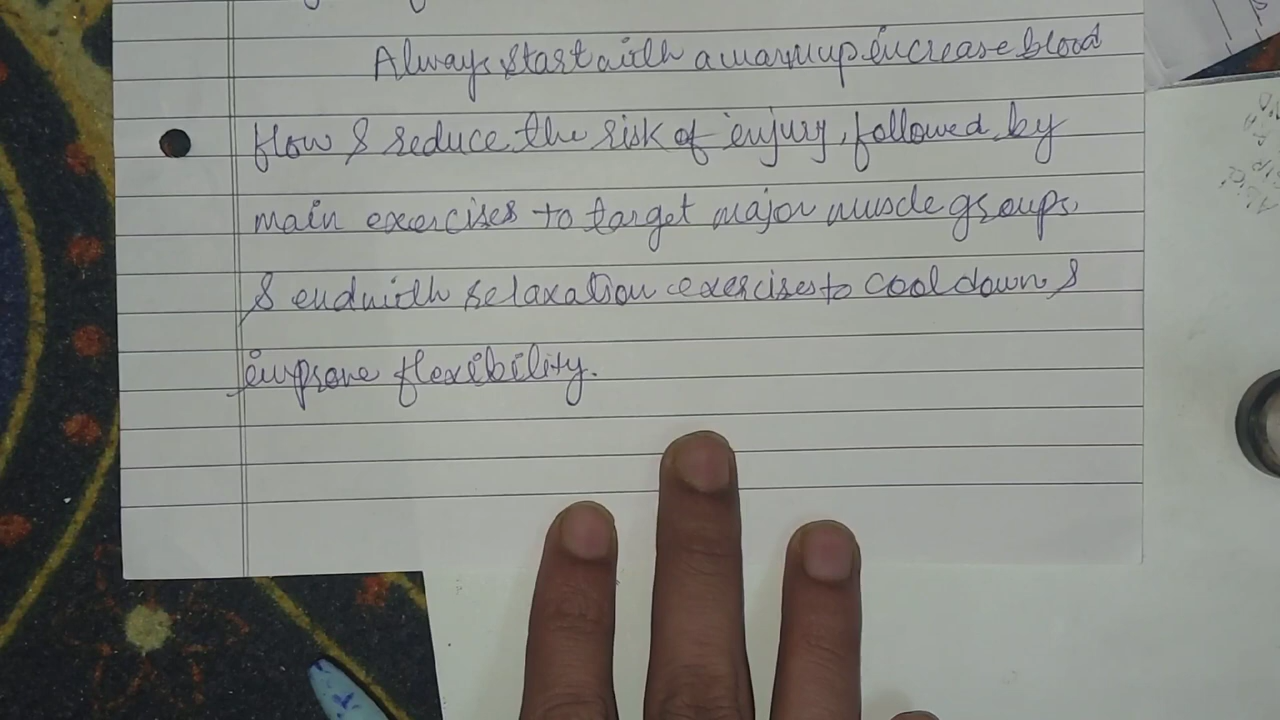 Always start with a warmup increase blood
flow & reduce the risk of injury, followed by
main exercises to target major muscle groups
& end with relaxation exercises to cool down &
improve flexibility.